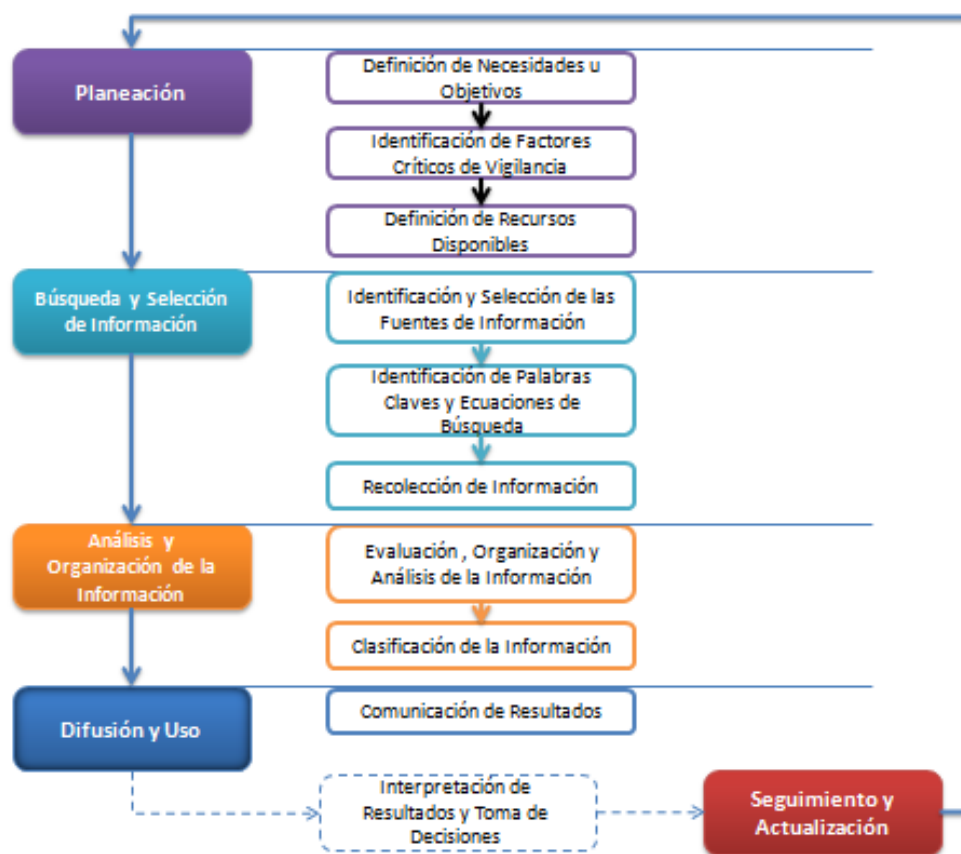 Planeación
Definición de Necesidades u
Objetivos
Identificación de Factores
Críticos de Vigilancia
Definición de Recursos
Disponibles
Búsqueda y Selección
de Información
Identificación y Selección de las
Fuentes de Información
Identificación de Palabras
Claves y Ecuaciones de
Búsqueda
Recolección de Información
Análisis y
Organización de la
Información
Evaluación , Organización y
Análisis de la Información
Clasificación de la Información
Difusión y Uso
Comunicación de Resultados
Interpretación de
Resultados y Toma de
Decisiones
Seguimiento y
Actualización